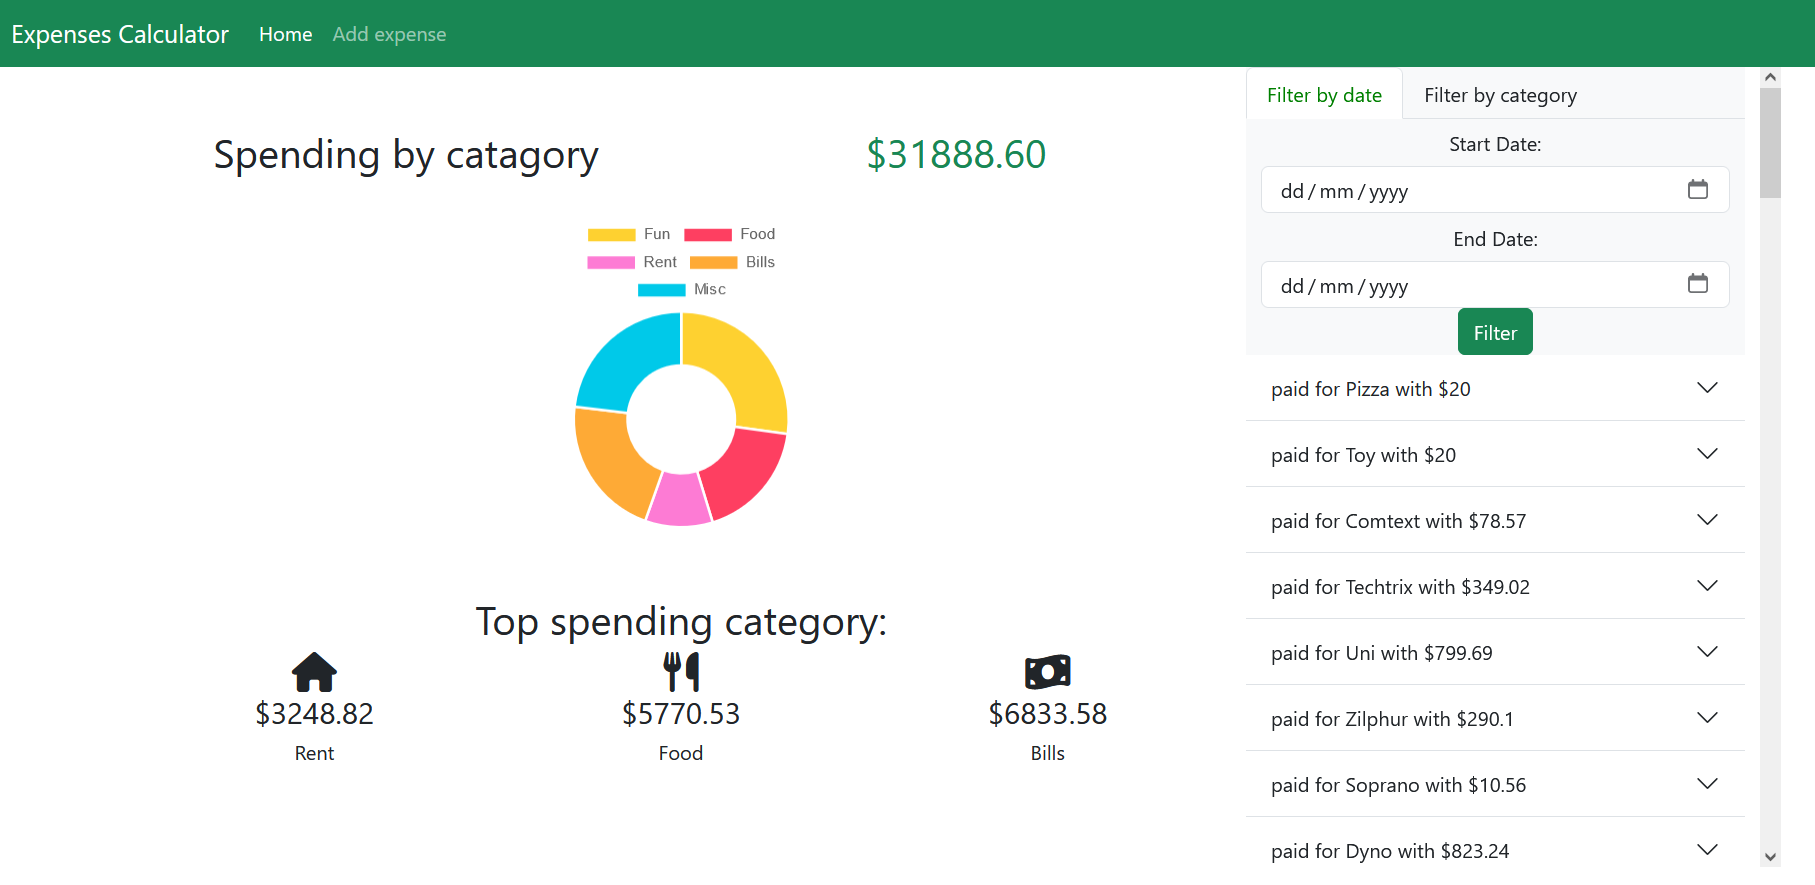 Expenses Calculator Home Add expense
Spending by catagory $31888.60
Fun Food
Rent Bills
Misc
Top spending category:
$3248.82 $5770.53 $6833.58
Rent Food Bills
Filter by date Filter by category
Start Date:
dd/mm/yyyy
End Date:
dd/mm/yyyy
Filter
paid for Pizza with $20
paid for Toy with $20
paid for Comtext with $78.57
paid for Techtrix with $349.02
paid for Uni with $799.69
paid for Zilphur with $290.1
paid for Soprano with $10.56
paid for Dyno with $823.24